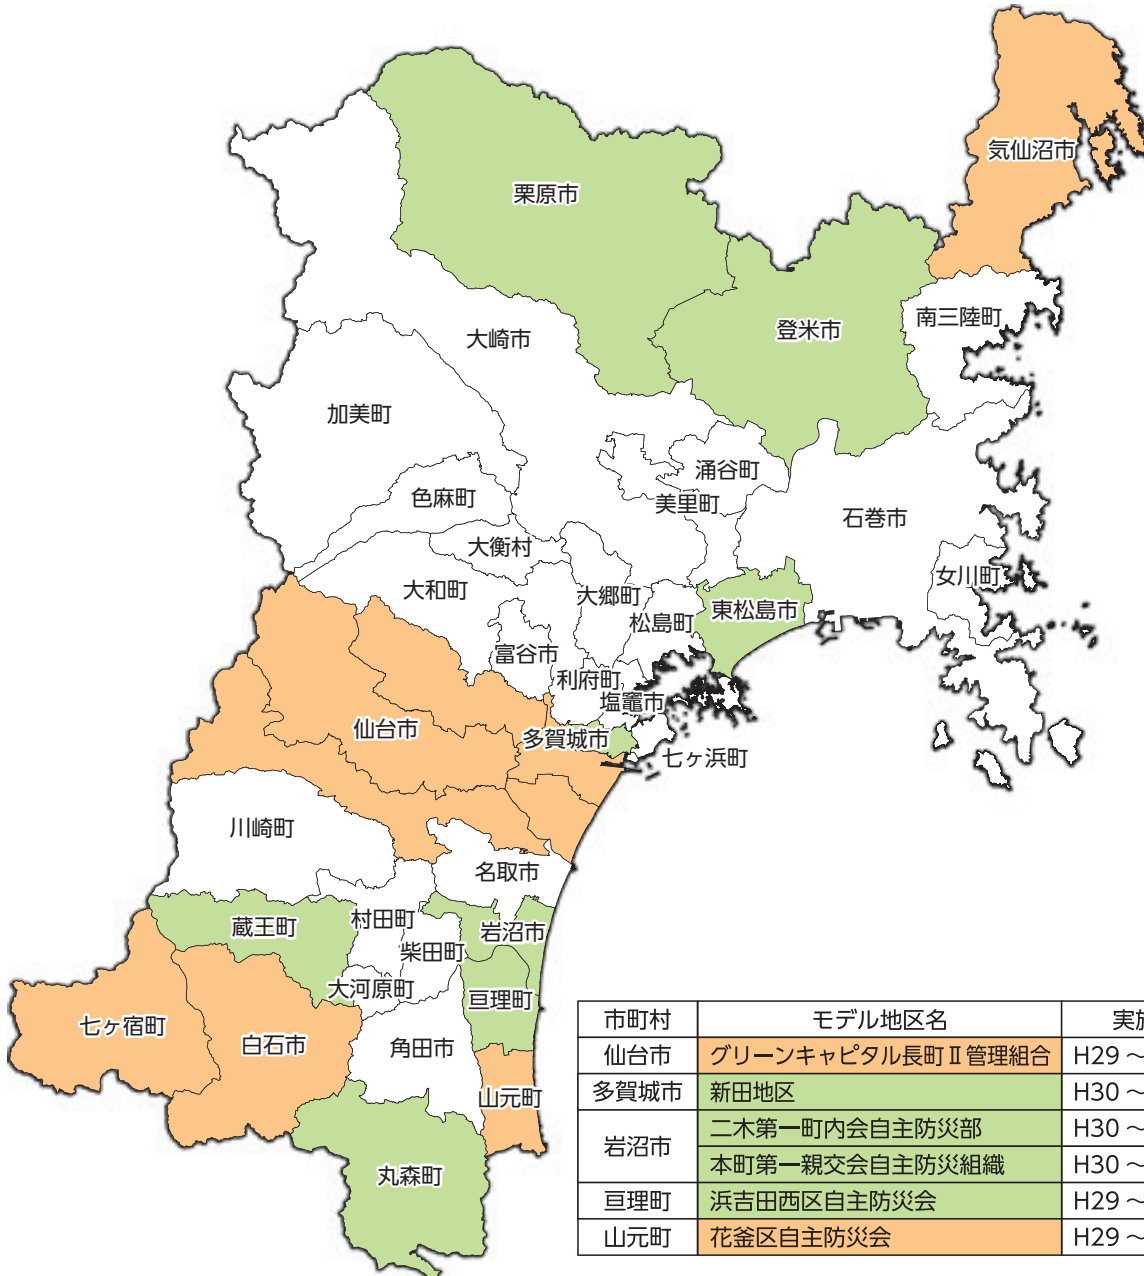 気仙沼市
栗原市
南三陸町
登米市
大崎市
加美町
涌谷町
色麻町
美里町
石巻市
大衡村
女川町
大和町
大郷町
東松島市
松島町
富谷市
利府町
塩竈市
仙台市
多賀城市
七ヶ浜町
川崎町
名取市
村田町
蔵王町
岩沼市
柴田町
大河原町
亘理町
七ヶ宿町
白石市
角田市
山元町
丸森町
市町村 モデル地区名
仙台市 グリーンキャピタル長町Ⅱ管理組合 H29～
多賀城市 新田地区 H30～
岩沼市 二木第一町内会自主防災部 H30～
本町第一親交会自主防災組織 H30～
亘理町 浜吉田西区自主防災会 H29～
山元町 花釜区自主防災会 H29～